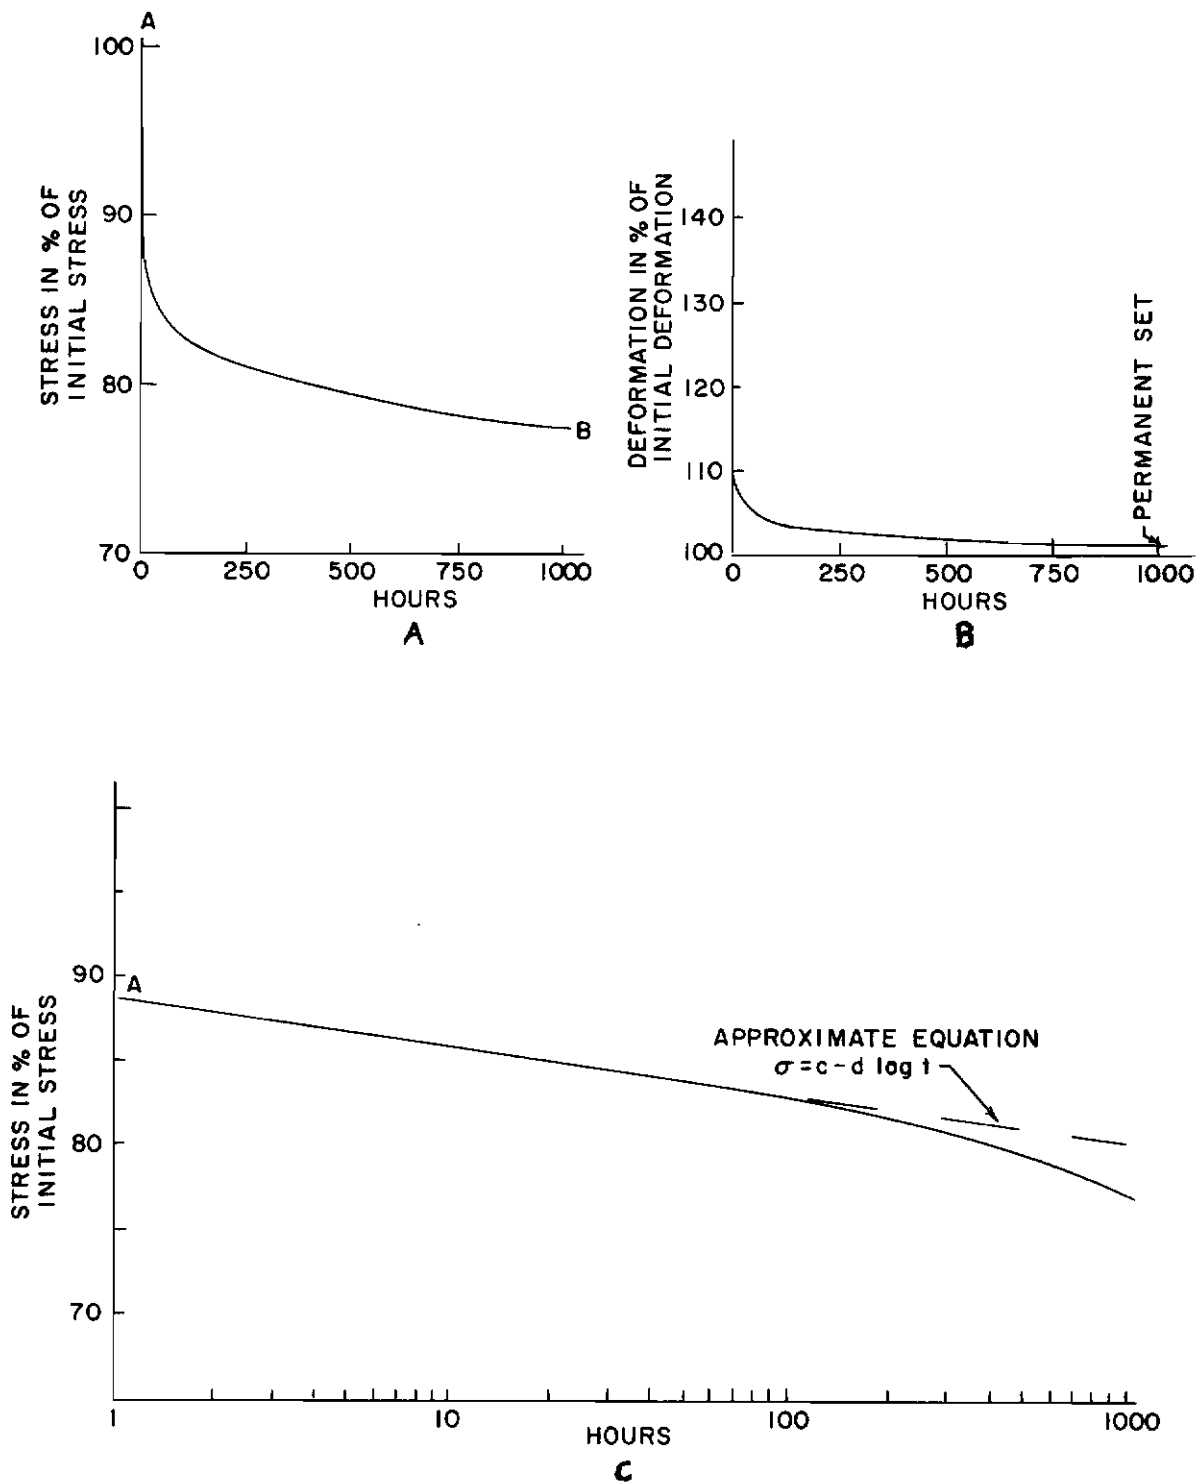 A
100
90
80
70
STRESS IN % OF
INITIAL STRESS
B
0 250 500 750 1000
HOURS
A
140
130
120
110
100
DEFORMATION IN % OF
INITIAL DEFORMATION
PERMANENT SET
0 250 500 750 1000
HOURS
B
90
80
70
STRESS IN % OF
INITIAL STRESS
A
APPROXIMATE EQUATION
σ = c – d log t
1 10 100 1000
HOURS
C